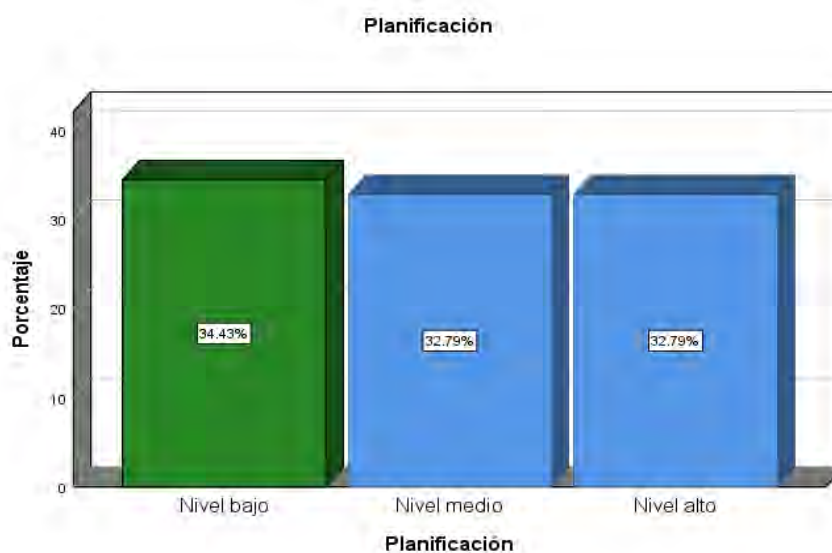 Planificación
Porcentaje
40
30
20
10
0
34.43%
32.79%
32.79%
Nivel bajo
Nivel medio
Nivel alto
Planificación